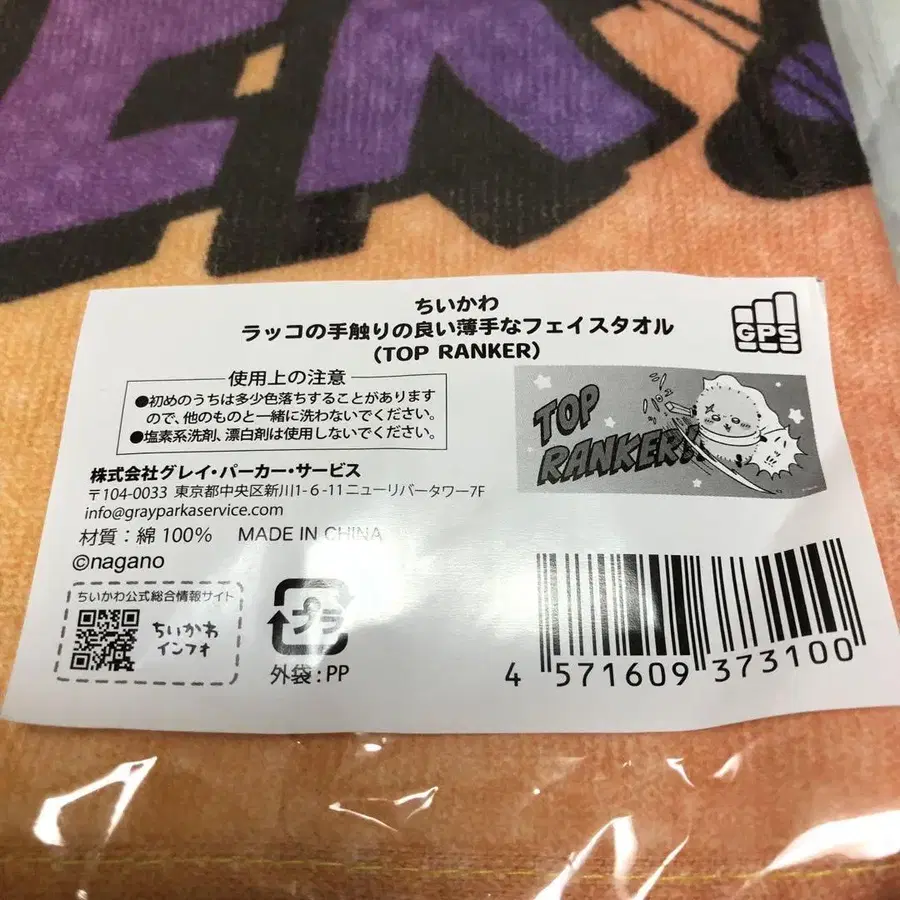 ER
ちいかわ
ラッコの手触りの良い薄手なフェイスタオル
(TOP RANKER)
GPS
使用上の注意
●初めのうちは多少色落ちすることがあります
ので、他のものと一緒に洗わないでください。
●塩素系洗剤、漂白剤は使用しないでください。
TOP
RANKER!!
株式会社グレイ・パーカー・サービス
〒104-0033 東京都中央区新川1-6-11ニューリバータワー7F
info@grayparkaservice.com
材質:綿 100% MADE IN CHINA
©nagano
ちいかわ公式総合情報サイト
ちいかわ
インフォ
プラ
外袋:PP
4 571609 373100